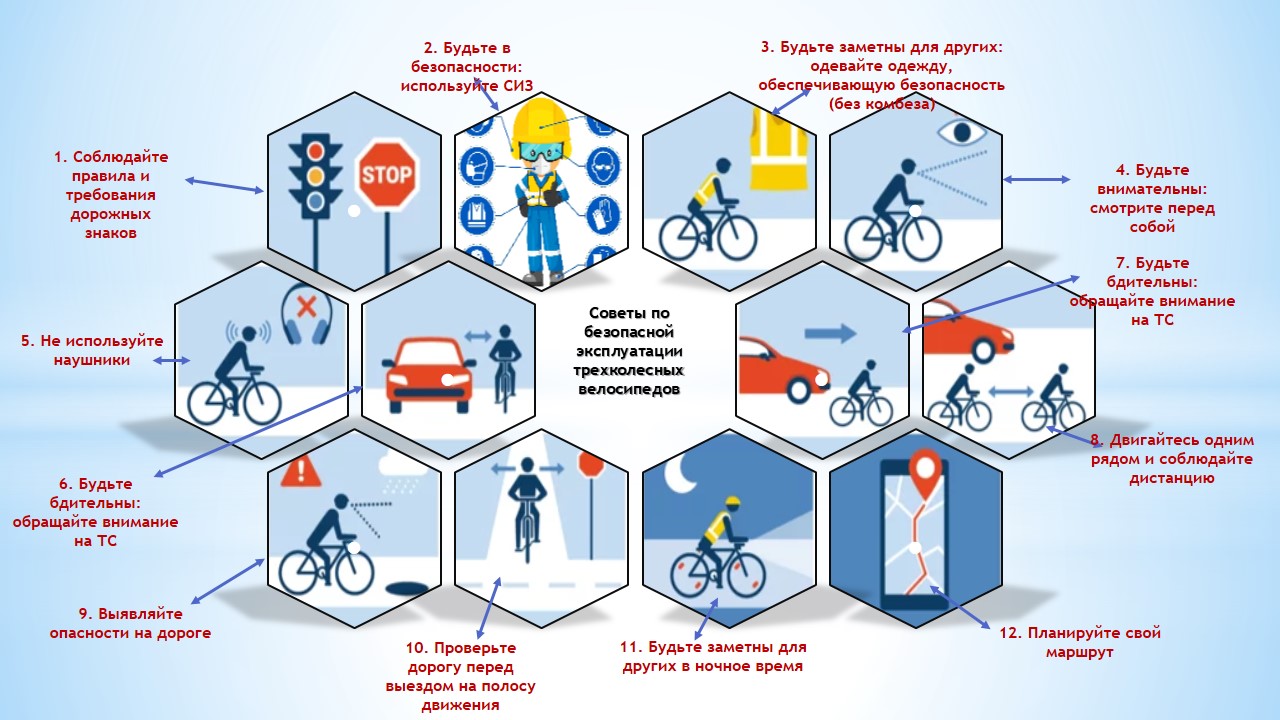 2. Будьте в
безопасности:
используйте СИЗ
3. Будьте заметны для других:
одевайте одежду,
обеспечивающую безопасность
(без комбеза)
1. Соблюдайте
правила и
требования
дорожных
знаков
STOP
4. Будьте
внимательны:
смотрите перед
собой
7. Будьте
бдительны:
обращайте внимание
на ТС
5. Не используйте
наушники
Советы по
безопасной
эксплуатации
трехколесных
велосипедов
8. Двигайтесь одним
рядом и соблюдайте
дистанцию
6. Будьте
бдительны:
обращайте внимание
на ТС
9. Выявляйте
опасности на дороге
10. Проверьте
дорогу перед
выездом на полосу
движения
11. Будьте заметны для
других в ночное время
12. Планируйте свой
маршрут